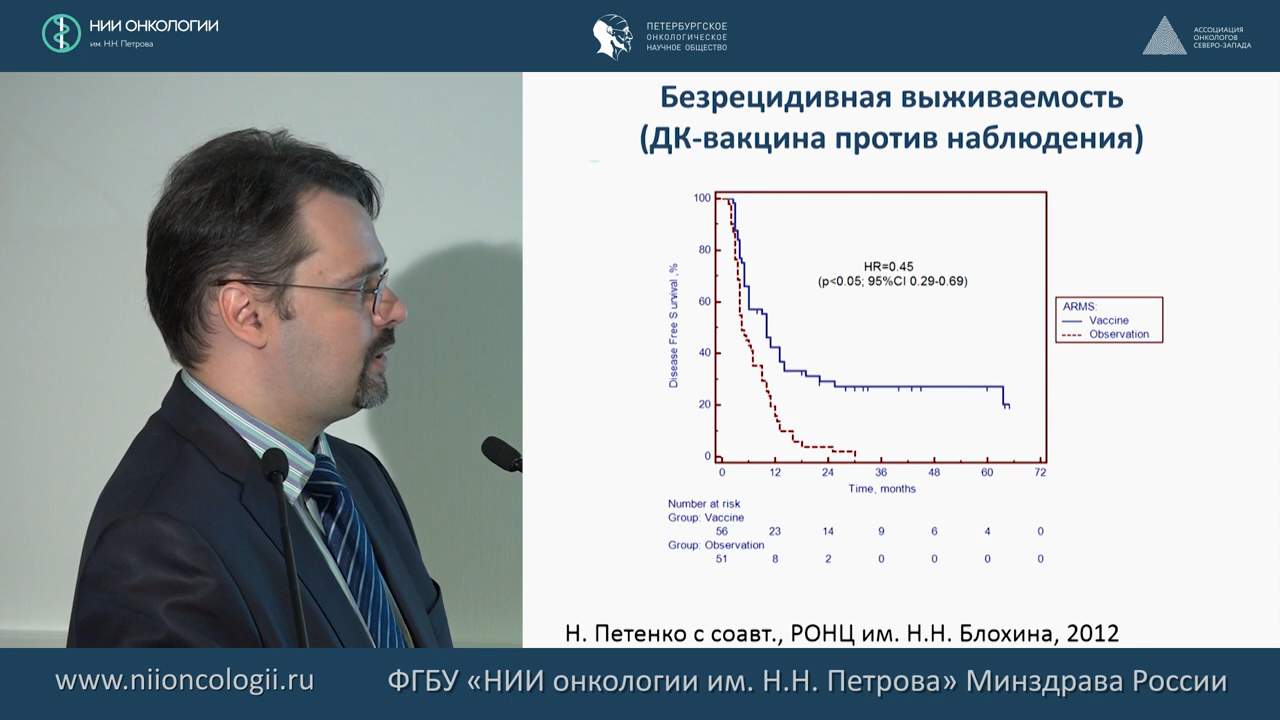 НИИ ОНКОЛОГИИ
им. Н.Н. Петрова
ПЕТЕРБУРГСКОЕ
ОНКОЛОГИЧЕСКОЕ
НАУЧНОЕ ОБЩЕСТВО
АССОЦИАЦИЯ
ОНКОЛОГОВ
СЕВЕРО-ЗАПАДА
Безрецидивная выживаемость
(ДК-вакцина против наблюдения)
Disease Free Survival ,%
100
80
60
40
20
0
HR=0.45
(p<0.05; 95%CI 0.29-0.69)
ARMS:
Vaccine
Observation
0 12 24 36 48 60 72
Time, months
Number at risk
Group: Vaccine
56 23 14 9 6 4 0
Group: Observation
51 8 2 0 0 0 0
Н. Петенко с соавт., РОНЦ им. Н.Н. Блохина, 2012
www.niioncologii.ru
ФГБУ «НИИ онкологии им. Н.Н. Петрова» Минздрава России